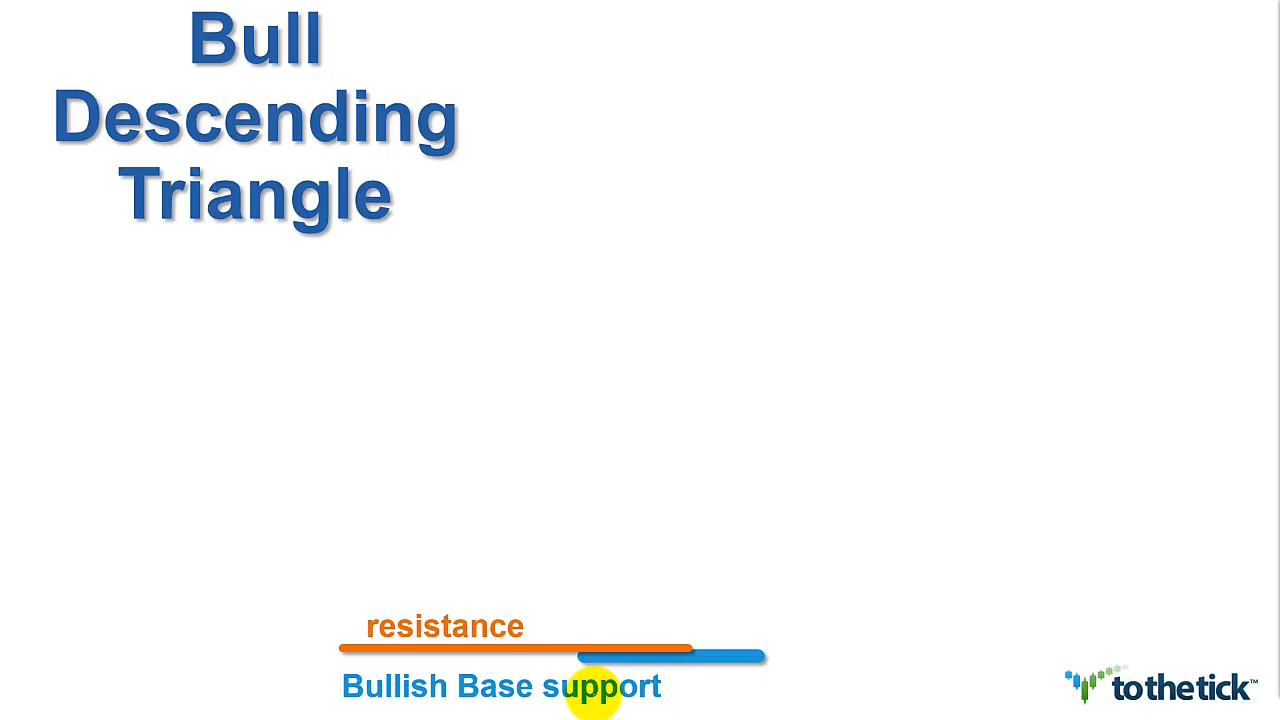 Bull
Descending
Triangle
resistance
Bullish Base support
tothetick™